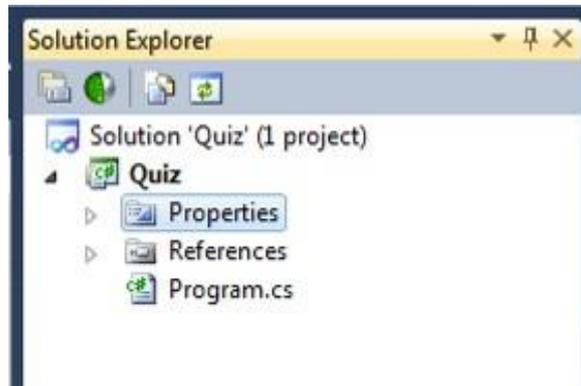 Solution Explorer
Solution 'Quiz' (1 project)
Quiz
Properties
References
Program.cs